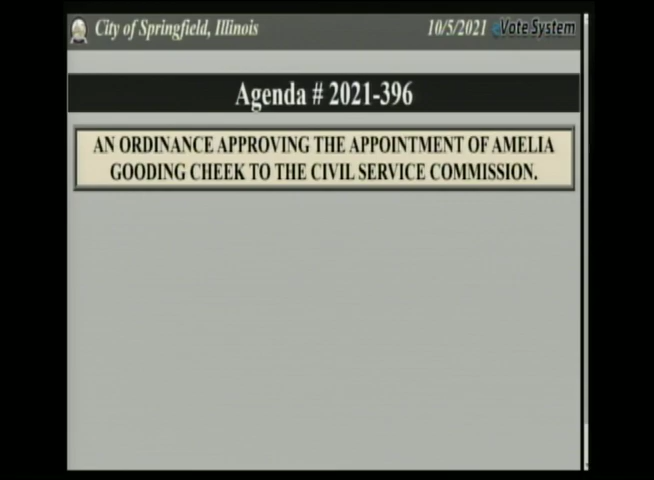 City of Springfield, Illinois 10/5/2021 eVote System
Agenda # 2021-396
AN ORDINANCE APPROVING THE APPOINTMENT OF AMELIA
GOODING CHEEK TO THE CIVIL SERVICE COMMISSION.